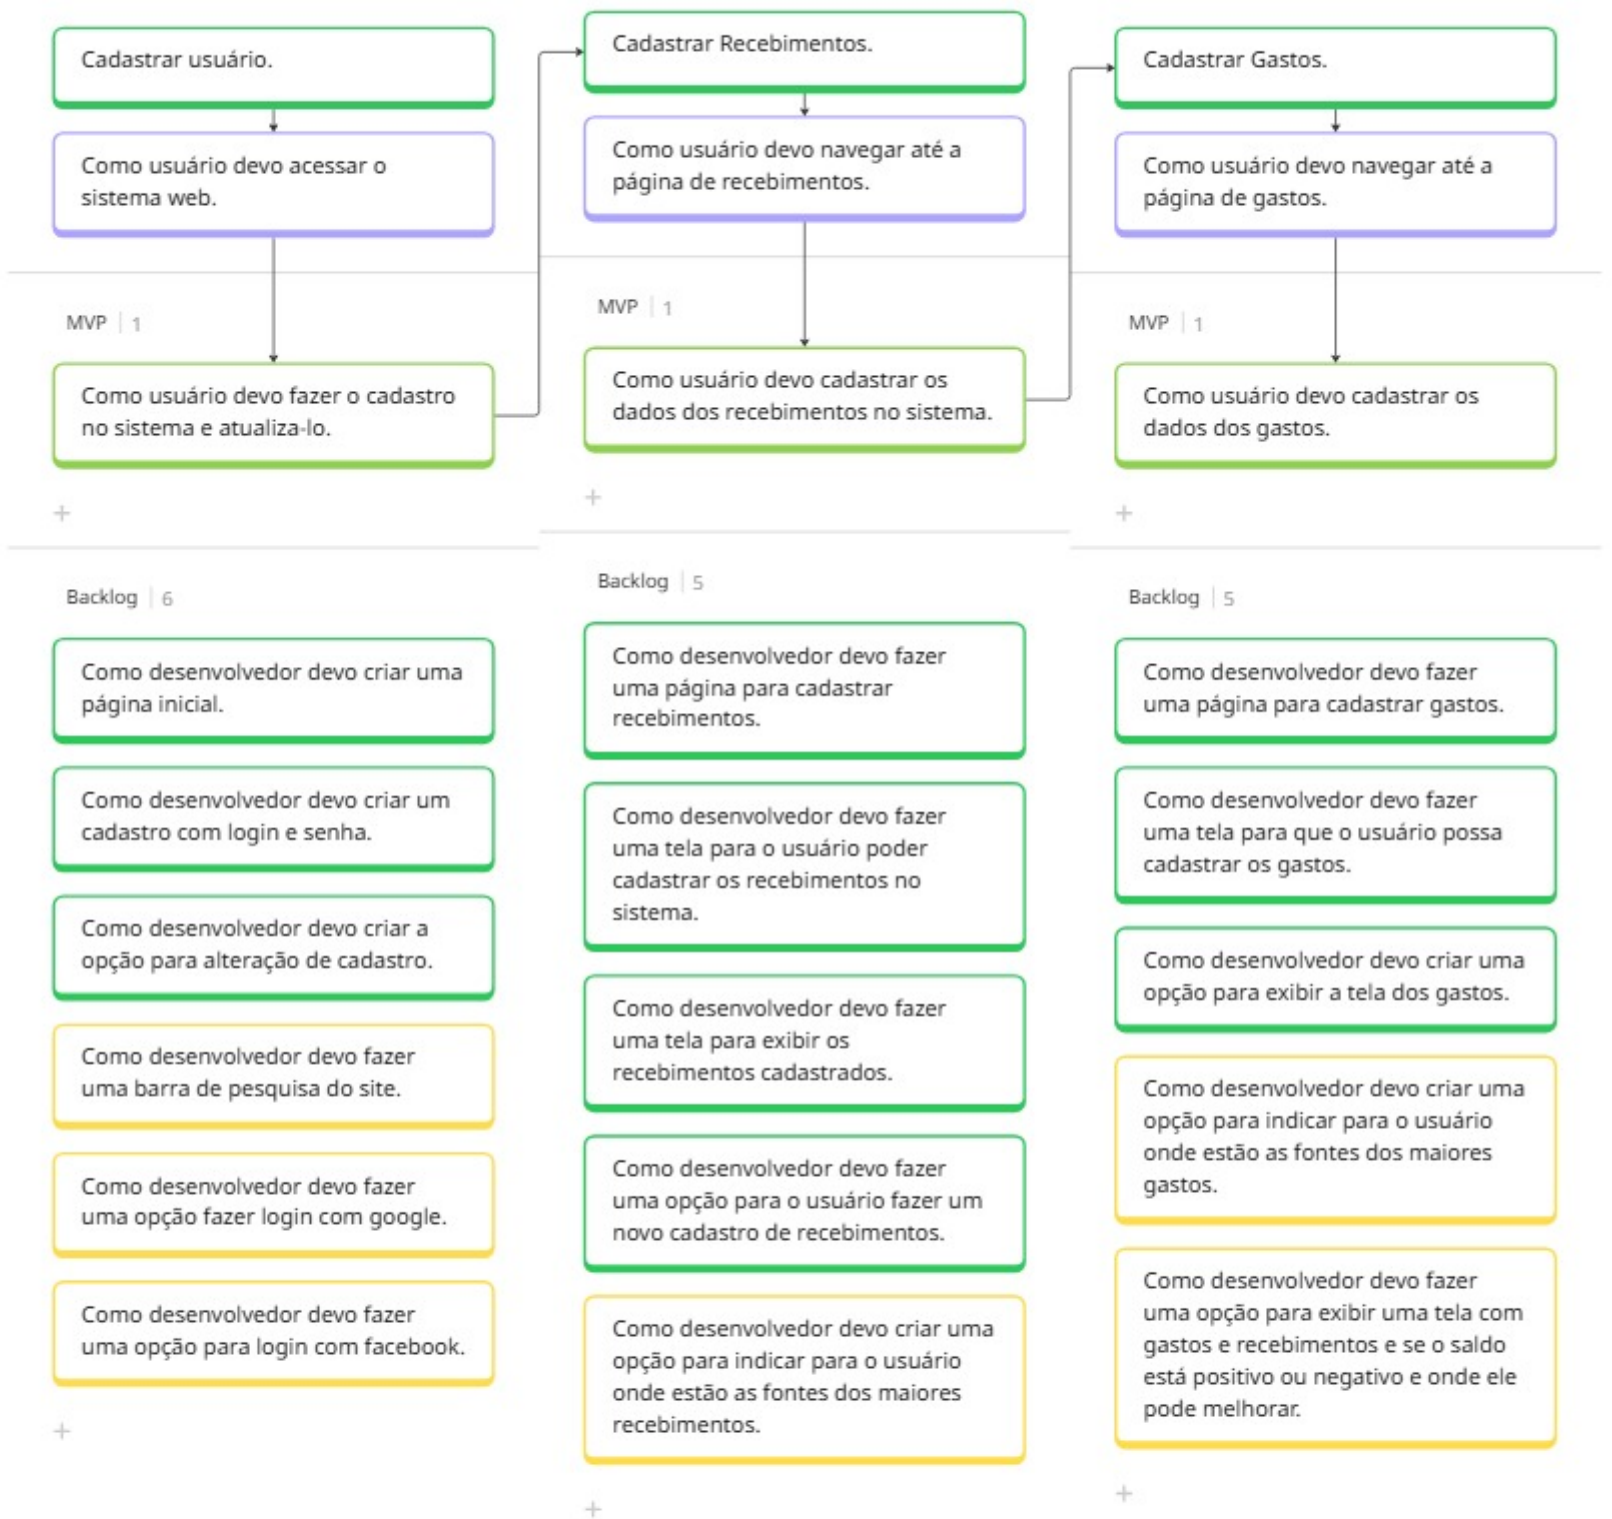 Cadastrar usuário.
Como usuário devo acessar o
sistema web.
MVP | 1
Como usuário devo fazer o cadastro
no sistema e atualiza-lo.
+
Backlog | 6
Como desenvolvedor devo criar uma
página inicial.
Como desenvolvedor devo criar um
cadastro com login e senha.
Como desenvolvedor devo criar a
opção para alteração de cadastro.
Como desenvolvedor devo fazer
uma barra de pesquisa do site.
Como desenvolvedor devo fazer
uma opção fazer login com google.
Como desenvolvedor devo fazer
uma opção para login com facebook.
+
Cadastrar Recebimentos.
Como usuário devo navegar até a
página de recebimentos.
MVP | 1
Como usuário devo cadastrar os
dados dos recebimentos no sistema.
+
Backlog | 5
Como desenvolvedor devo fazer
uma página para cadastrar
recebimentos.
Como desenvolvedor devo fazer
uma tela para o usuário poder
cadastrar os recebimentos no
sistema.
Como desenvolvedor devo fazer
uma tela para exibir os
recebimentos cadastrados.
Como desenvolvedor devo fazer
uma opção para o usuário fazer um
novo cadastro de recebimentos.
Como desenvolvedor devo criar uma
opção para indicar para o usuário
onde estão as fontes dos maiores
recebimentos.
+
Cadastrar Gastos.
Como usuário devo navegar até a
página de gastos.
MVP | 1
Como usuário devo cadastrar os
dados dos gastos.
+
Backlog | 5
Como desenvolvedor devo fazer
uma página para cadastrar gastos.
Como desenvolvedor devo fazer
uma tela para que o usuário possa
cadastrar os gastos.
Como desenvolvedor devo criar uma
opção para exibir a tela dos gastos.
Como desenvolvedor devo criar uma
opção para indicar para o usuário
onde estão as fontes dos maiores
gastos.
Como desenvolvedor devo fazer
uma opção para exibir uma tela com
gastos e recebimentos e se o saldo
está positivo ou negativo e onde ele
pode melhorar.
+